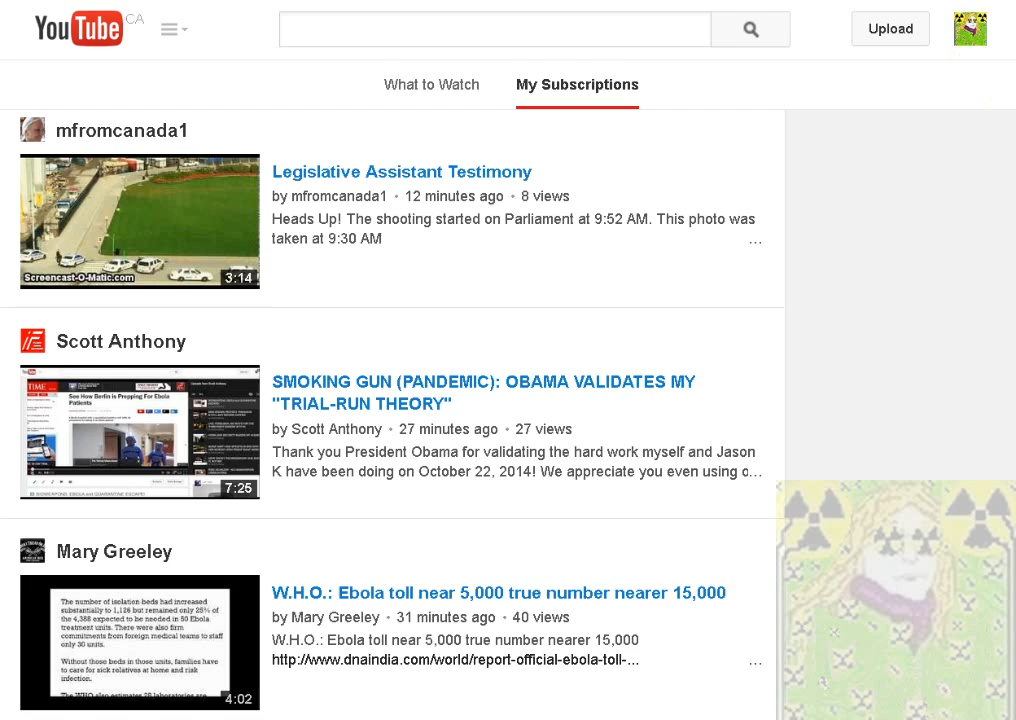 YouTube CA
Upload
What to Watch
My Subscriptions
mfromcanada1
Legislative Assistant Testimony
by mfromcanada1 • 12 minutes ago • 8 views
Heads Up! The shooting started on Parliament at 9:52 AM. This photo was
taken at 9:30 AM ...
Screencast-O-Matic.com
3:14
Scott Anthony
SMOKING GUN (PANDEMIC): OBAMA VALIDATES MY
"TRIAL-RUN THEORY"
by Scott Anthony • 27 minutes ago • 27 views
Thank you President Obama for validating the hard work myself and Jason
K have been doing on October 22, 2014! We appreciate you even using o...
TIME
See How Berlin is Prepping For Ebola
Patients
7:25
Mary Greeley
W.H.O.: Ebola toll near 5,000 true number nearer 15,000
by Mary Greeley • 31 minutes ago • 40 views
W.H.O.: Ebola toll near 5,000 true number nearer 15,000
http://www.dnaindia.com/world/report-official-ebola-toll-... ...
The number of isolation beds had increased
substantially to 1,126 but remained only 25% of
the 4,388 expected to be needed in 50 Ebola
treatment units. There were also firm
commitments from foreign medical teams to staff
only 30 units.
Without those beds in those units, families have
to care for sick relatives at home and risk
infection.
The WHO also estimates 28 laboratories are
4:02